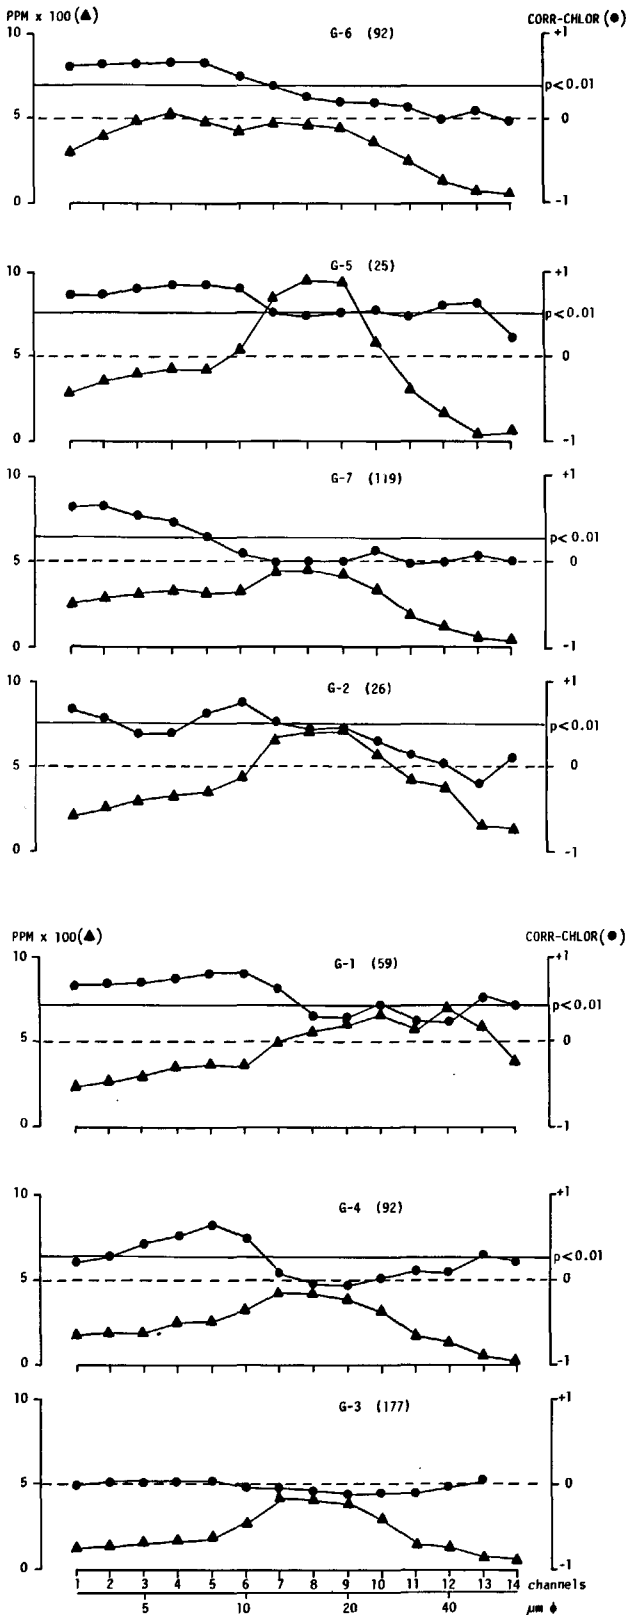 PPM x 100(▲) CORR-CHLOR(●)
G-6 (92)
10 +1
p<0.01
5 0
0 -1
G-5 (25)
10 +1
p<0.01
5 0
0 -1
G-7 (119)
10 +1
p<0.01
5 0
0 -1
G-2 (26)
10 +1
p<0.01
5 0
0 -1
PPM x 100(▲) CORR-CHLOR(●)
G-1 (59)
10 +1
p<0.01
5 0
0 -1
G-4 (92)
10 +1
p<0.01
5 0
0 -1
G-3 (177)
10 +1
5 0
0 -1
1 2 3 4 5 6 7 8 9 10 11 12 13 14 channels
5 10 20 40 µm ϕ